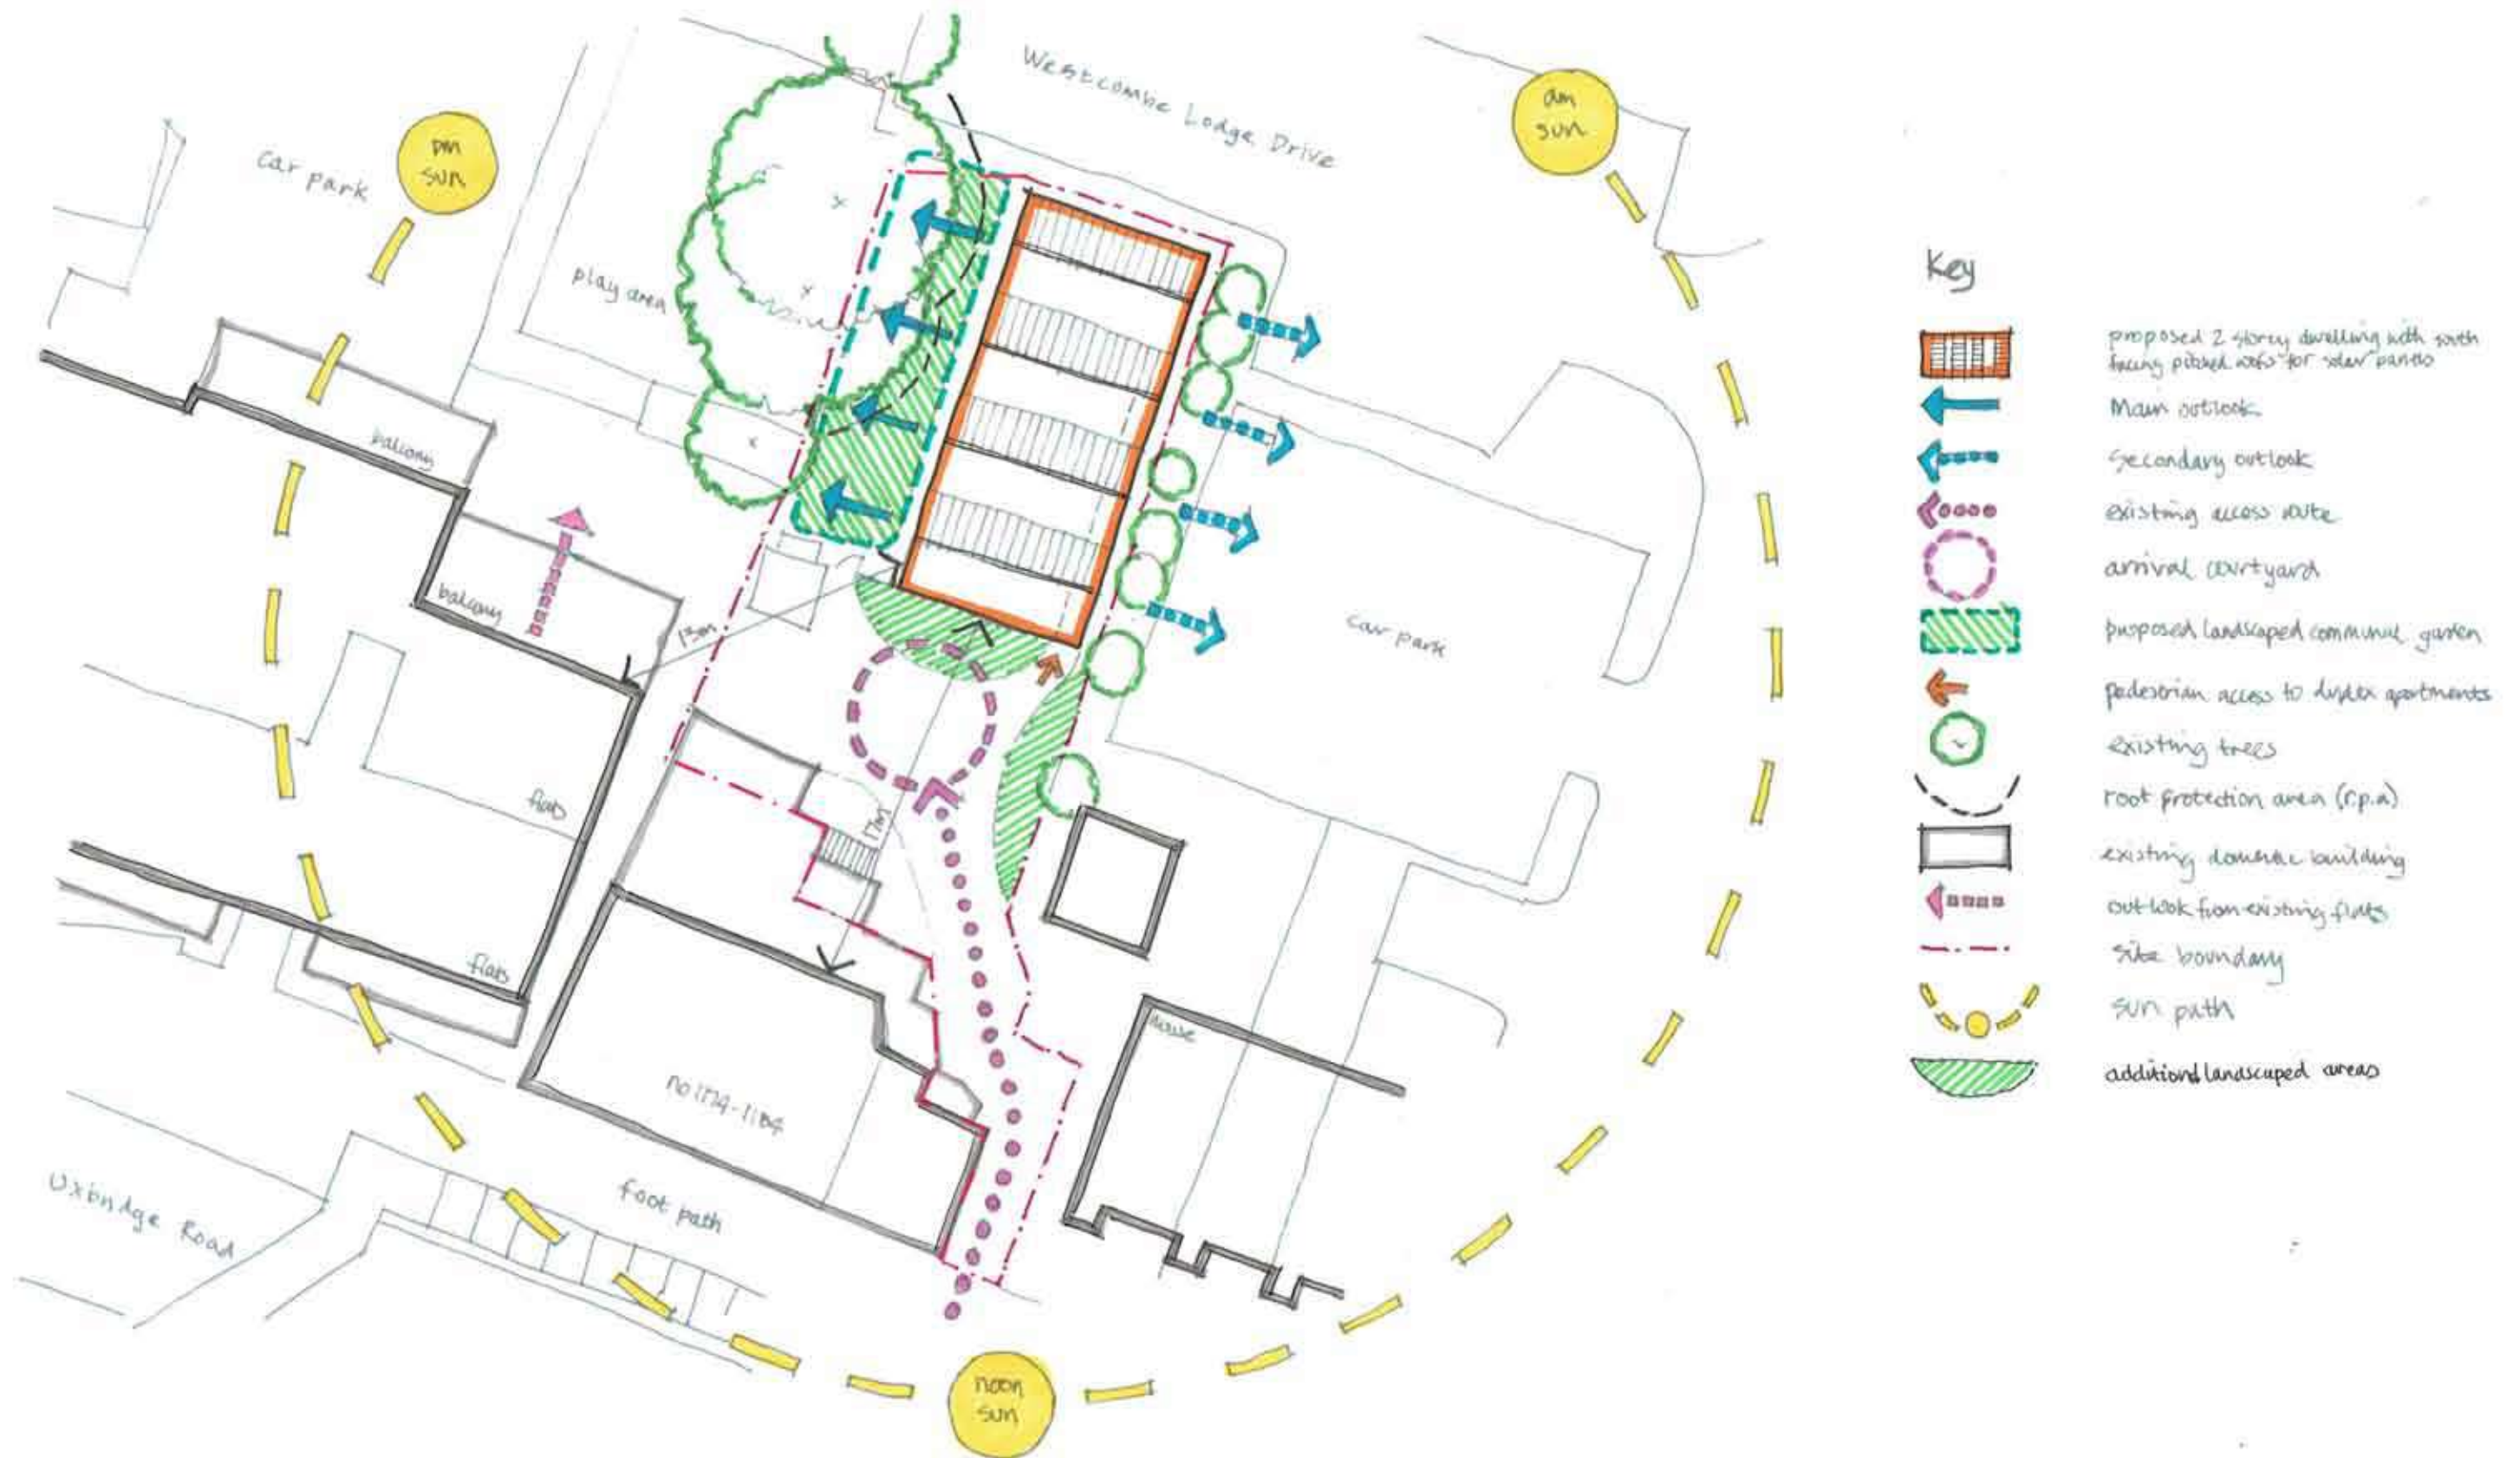 Westcombe Lodge Drive
am
sun
pm
sun
car park
play area
balcony
balcony
13m
car park
flats
17m
flats
house
no 1174-1184
foot path
Uxbridge Road
noon
sun
Key
proposed 2 storey dwelling with south
facing pitched roofs for solar panels
Main outlook
Secondary outlook
existing access route
arrival courtyard
proposed landscaped communal garden
pedestrian access to duplex apartments
existing trees
root protection area (r.p.a)
existing domestic building
outlook from existing flats
site boundary
sun path
additional landscaped areas